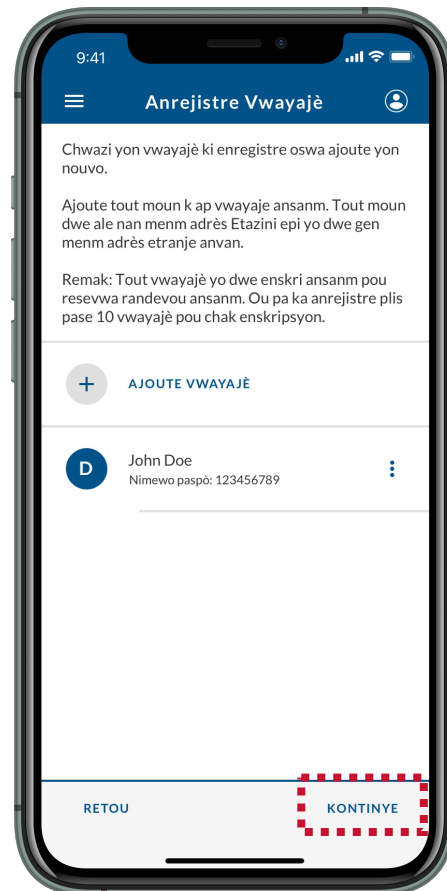 9:41
Anrejistre Vwayajè
Chwazi yon vwayajè ki enregistre oswa ajoute yon
nouvo.
Ajoute tout moun k ap vwayaje ansanm. Tout moun
dwe ale nan menm adrès Etazini epi yo dwe gen
menm adrès etranje anvan.
Remak: Tout vwayajè yo dwe enskri ansanm pou
resevwa randevou ansanm. Ou pa ka anrejistre plis
pase 10 vwayajè pou chak enskripsyon.
+ AJOUTE VWAYAJÈ
D
John Doe
Nimewo paspò: 123456789
RETOU
KONTINYE